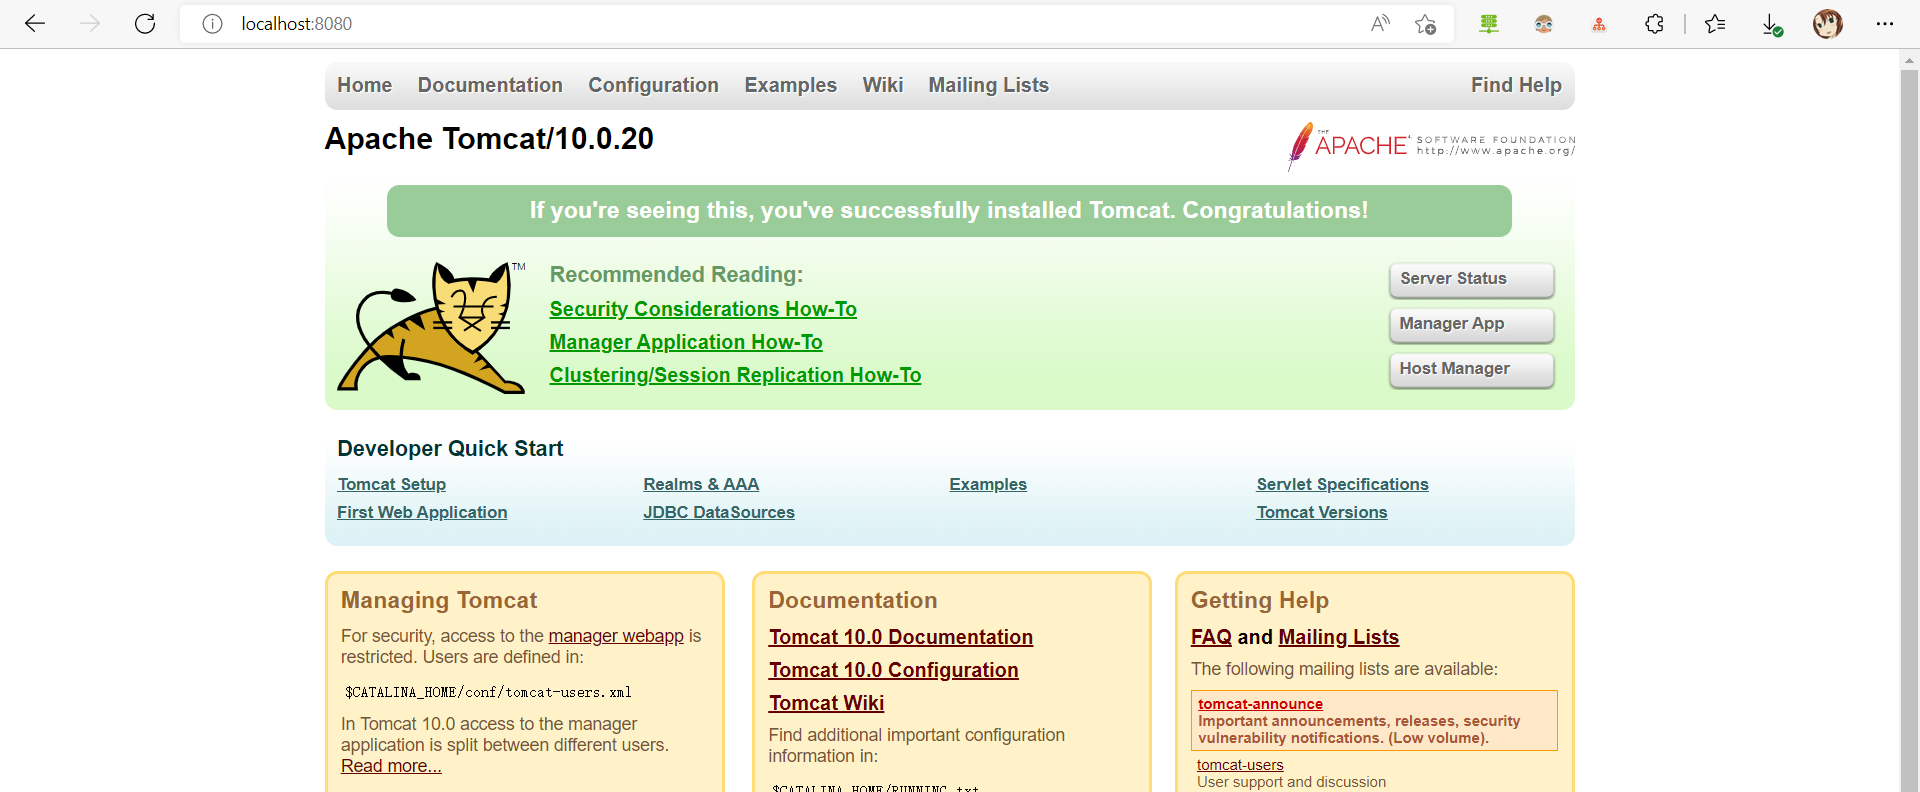 localhost:8080
Home Documentation Configuration Examples Wiki Mailing Lists Find Help
Apache Tomcat/10.0.20
THE APACHE SOFTWARE FOUNDATION
http://www.apache.org/
If you're seeing this, you've successfully installed Tomcat. Congratulations!
TM
Recommended Reading:
Security Considerations How-To
Manager Application How-To
Clustering/Session Replication How-To
Server Status
Manager App
Host Manager
Developer Quick Start
Tomcat Setup
First Web Application
Realms & AAA
JDBC DataSources
Examples
Servlet Specifications
Tomcat Versions
Managing Tomcat
For security, access to the manager webapp is
restricted. Users are defined in:
$CATALINA_HOME/conf/tomcat-users.xml
In Tomcat 10.0 access to the manager
application is split between different users.
Read more...
Documentation
Tomcat 10.0 Documentation
Tomcat 10.0 Configuration
Tomcat Wiki
Find additional important configuration
information in:
$CATALINA_HOME/RUNNING.txt
Getting Help
FAQ and Mailing Lists
The following mailing lists are available:
tomcat-announce
Important announcements, releases, security
vulnerability notifications. (Low volume).
tomcat-users
User support and discussion